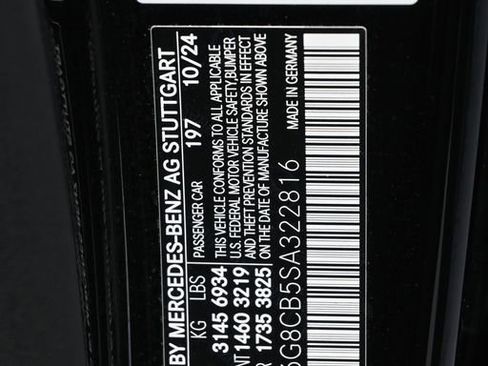 BY MERCEDES-BENZ AG STUTTGART
PASSENGER CAR 197 10/24
KG LBS
3145 6934
1460 3219
1735 3825
THIS VEHICLE CONFORMS TO ALL APPLICABLE
U.S. FEDERAL MOTOR VEHICLE SAFETY, BUMPER
AND THEFT PREVENTION STANDARDS IN EFFECT
ON THE DATE OF MANUFACTURE SHOWN ABOVE
MADE IN GERMANY
G8CB5SA322816